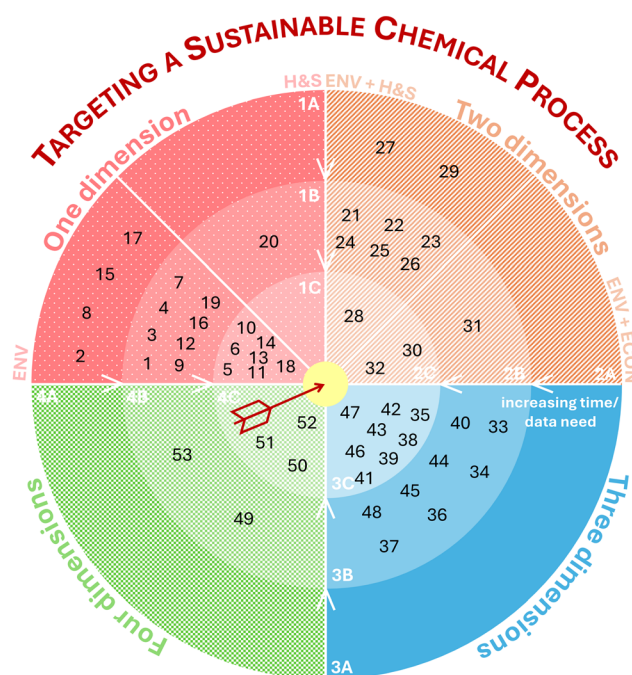 TARGETING A SUSTAINABLE CHEMICAL PROCESS
One dimension
Two dimensions
H&S
ENV + H&S
1A
27
29
1B
21
22
17
20
24
25
23
26
15
7
ENV + ECON
1C
4
19
8
16
10
28
31
3
12
6
14
30
2
13
1
9
5
11
18
32
ENV
4A
4B
4C
2C
2B
2A
increasing time/
data need
52
47
42
35
40
33
51
43
38
53
46
39
44
50
34
41
3C
45
49
48
36
37
3B
Four dimensions
Three dimensions
3A